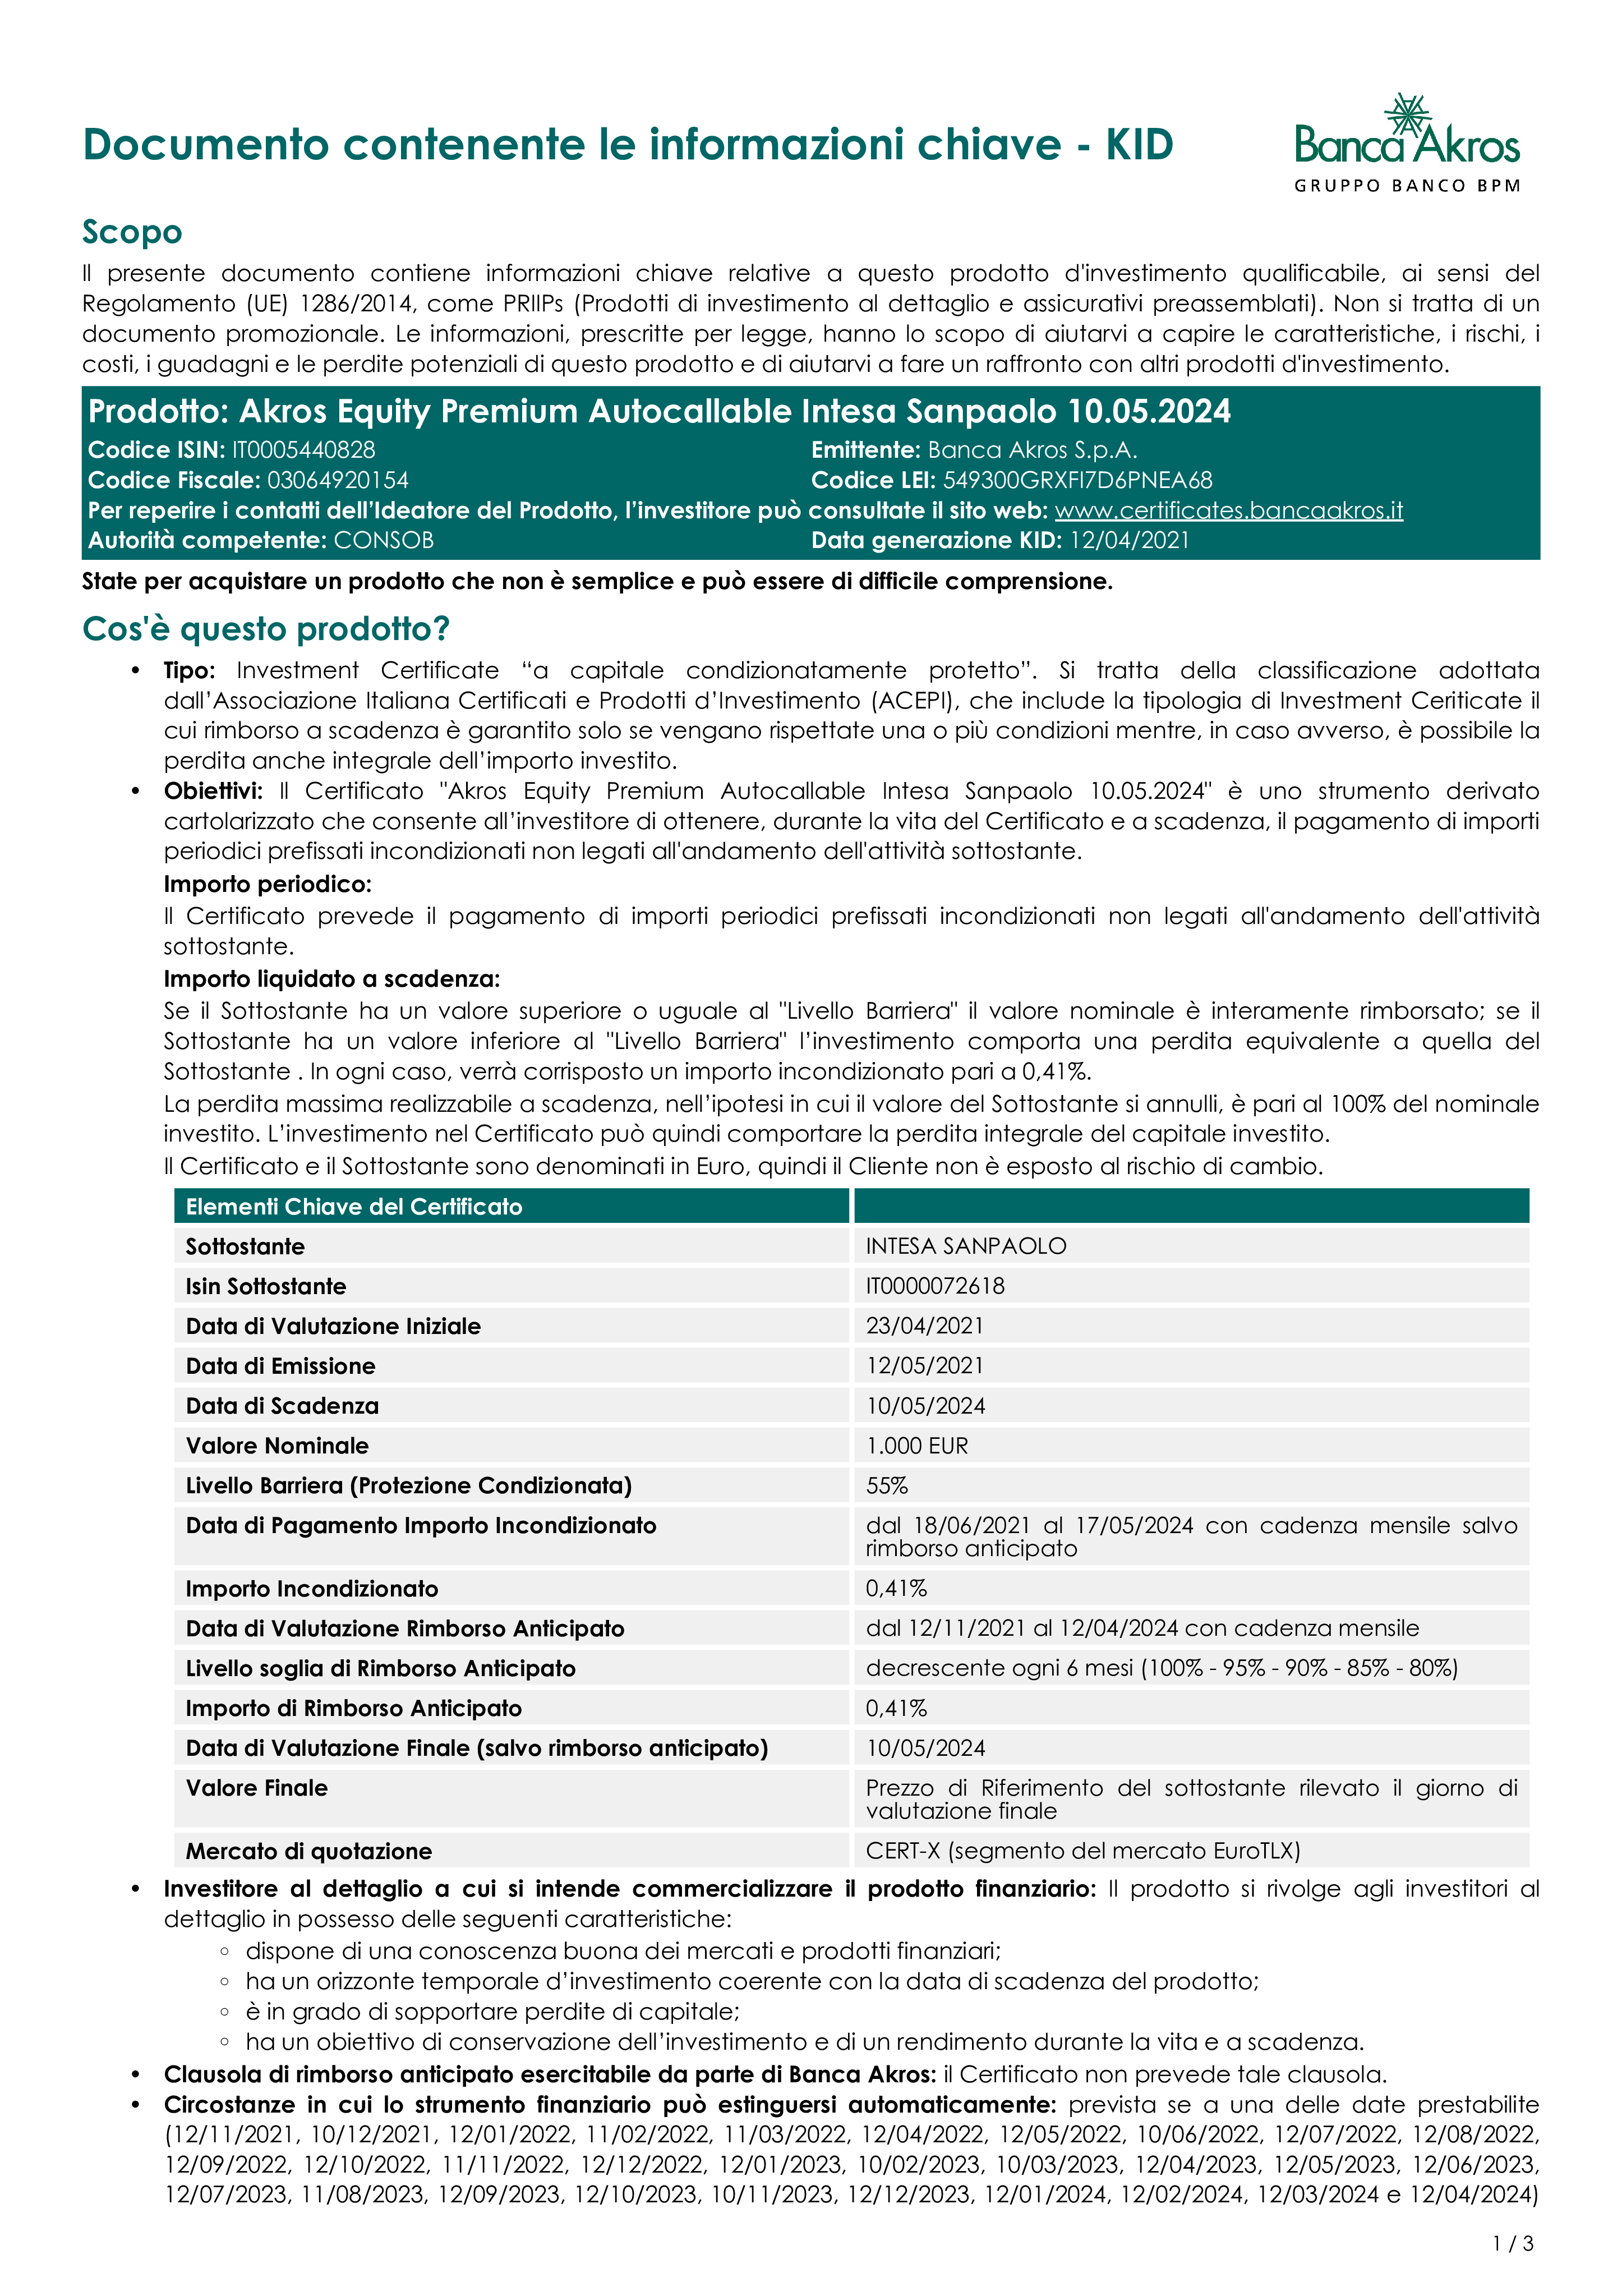 Documento contenente le informazioni chiave - KID
Banca Akros
GRUPPO BANCO BPM
Scopo
Il presente documento contiene informazioni chiave relative a questo prodotto d'investimento qualificabile, ai sensi del
Regolamento (UE) 1286/2014, come PRIIPs (Prodotti di investimento al dettaglio e assicurativi preassemblati). Non si tratta di un
documento promozionale. Le informazioni, prescritte per legge, hanno lo scopo di aiutarvi a capire le caratteristiche, i rischi, i
costi, i guadagni e le perdite potenziali di questo prodotto e di aiutarvi a fare un raffronto con altri prodotti d'investimento.
Prodotto: Akros Equity Premium Autocallable Intesa Sanpaolo 10.05.2024
Codice ISIN: IT0005440828 Emittente: Banca Akros S.p.A.
Codice Fiscale: 03064920154 Codice LEI: 549300GRXFI7D6PNEA68
Per reperire i contatti dell’Ideatore del Prodotto, l’investitore può consultate il sito web: www.certificates.bancaakros.it
Autorità competente: CONSOB Data generazione KID: 12/04/2021
State per acquistare un prodotto che non è semplice e può essere di difficile comprensione.
Cos'è questo prodotto?
• Tipo: Investment Certificate “a capitale condizionatamente protetto”. Si tratta della classificazione adottata
dall’Associazione Italiana Certificati e Prodotti d’Investimento (ACEPI), che include la tipologia di Investment Ceriticate il
cui rimborso a scadenza è garantito solo se vengano rispettate una o più condizioni mentre, in caso avverso, è possibile la
perdita anche integrale dell’importo investito.
• Obiettivi: Il Certificato "Akros Equity Premium Autocallable Intesa Sanpaolo 10.05.2024" è uno strumento derivato
cartolarizzato che consente all’investitore di ottenere, durante la vita del Certificato e a scadenza, il pagamento di importi
periodici prefissati incondizionati non legati all'andamento dell'attività sottostante.
Importo periodico:
Il Certificato prevede il pagamento di importi periodici prefissati incondizionati non legati all'andamento dell'attività
sottostante.
Importo liquidato a scadenza:
Se il Sottostante ha un valore superiore o uguale al "Livello Barriera" il valore nominale è interamente rimborsato; se il
Sottostante ha un valore inferiore al "Livello Barriera" l’investimento comporta una perdita equivalente a quella del
Sottostante . In ogni caso, verrà corrisposto un importo incondizionato pari a 0,41%.
La perdita massima realizzabile a scadenza, nell’ipotesi in cui il valore del Sottostante si annulli, è pari al 100% del nominale
investito. L’investimento nel Certificato può quindi comportare la perdita integrale del capitale investito.
Il Certificato e il Sottostante sono denominati in Euro, quindi il Cliente non è esposto al rischio di cambio.
Elementi Chiave del Certificato
Sottostante INTESA SANPAOLO
Isin Sottostante IT0000072618
Data di Valutazione Iniziale 23/04/2021
Data di Emissione 12/05/2021
Data di Scadenza 10/05/2024
Valore Nominale 1.000 EUR
Livello Barriera (Protezione Condizionata) 55%
Data di Pagamento Importo Incondizionato dal 18/06/2021 al 17/05/2024 con cadenza mensile salvo
rimborso anticipato
Importo Incondizionato 0,41%
Data di Valutazione Rimborso Anticipato dal 12/11/2021 al 12/04/2024 con cadenza mensile
Livello soglia di Rimborso Anticipato decrescente ogni 6 mesi (100% - 95% - 90% - 85% - 80%)
Importo di Rimborso Anticipato 0,41%
Data di Valutazione Finale (salvo rimborso anticipato) 10/05/2024
Valore Finale Prezzo di Riferimento del sottostante rilevato il giorno di
valutazione finale
Mercato di quotazione CERT-X (segmento del mercato EuroTLX)
• Investitore al dettaglio a cui si intende commercializzare il prodotto finanziario: Il prodotto si rivolge agli investitori al
dettaglio in possesso delle seguenti caratteristiche:
◦ dispone di una conoscenza buona dei mercati e prodotti finanziari;
◦ ha un orizzonte temporale d’investimento coerente con la data di scadenza del prodotto;
◦ è in grado di sopportare perdite di capitale;
◦ ha un obiettivo di conservazione dell’investimento e di un rendimento durante la vita e a scadenza.
• Clausola di rimborso anticipato esercitabile da parte di Banca Akros: il Certificato non prevede tale clausola.
• Circostanze in cui lo strumento finanziario può estinguersi automaticamente: prevista se a una delle date prestabilite
(12/11/2021, 10/12/2021, 12/01/2022, 11/02/2022, 11/03/2022, 12/04/2022, 12/05/2022, 10/06/2022, 12/07/2022, 12/08/2022,
12/09/2022, 12/10/2022, 11/11/2022, 12/12/2022, 12/01/2023, 10/02/2023, 10/03/2023, 12/04/2023, 12/05/2023, 12/06/2023,
12/07/2023, 11/08/2023, 12/09/2023, 12/10/2023, 10/11/2023, 12/12/2023, 12/01/2024, 12/02/2024, 12/03/2024 e 12/04/2024)
1 / 3